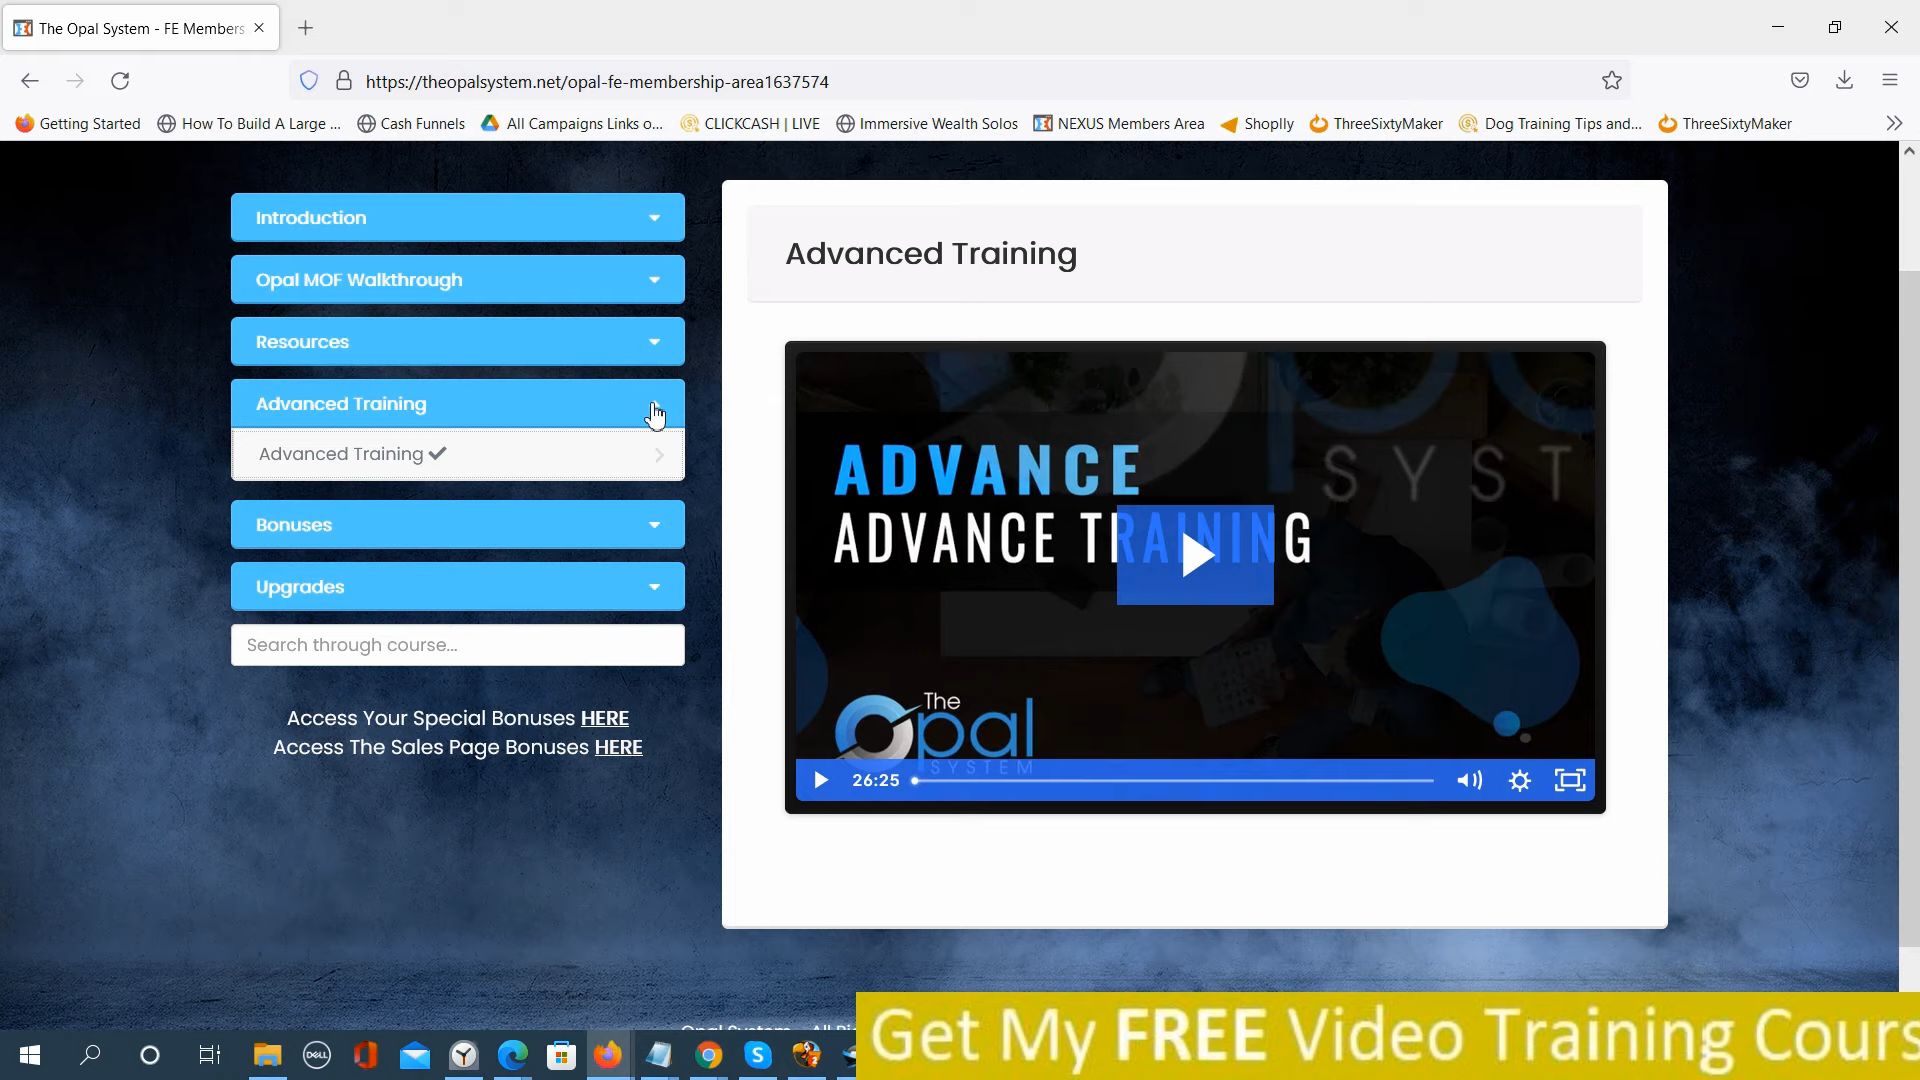 The Opal System - FE Members
https://theopalsystem.net/opal-fe-membership-area1637574
Getting Started
How To Build A Large ...
Cash Funnels
All Campaigns Links o...
CLICKCASH | LIVE
Immersive Wealth Solos
NEXUS Members Area
Shoplly
ThreeSixtyMaker
Dog Training Tips and...
ThreeSixtyMaker
Introduction
Opal MOF Walkthrough
Resources
Advanced Training
Advanced Training
Bonuses
Upgrades
Search through course...
Access Your Special Bonuses HERE
Access The Sales Page Bonuses HERE
Advanced Training
SYST
ADVANCE
ADVANCE TRAINING
The
Opal
SYSTEM
26:25
DELL
Get My FREE Video Training Cours